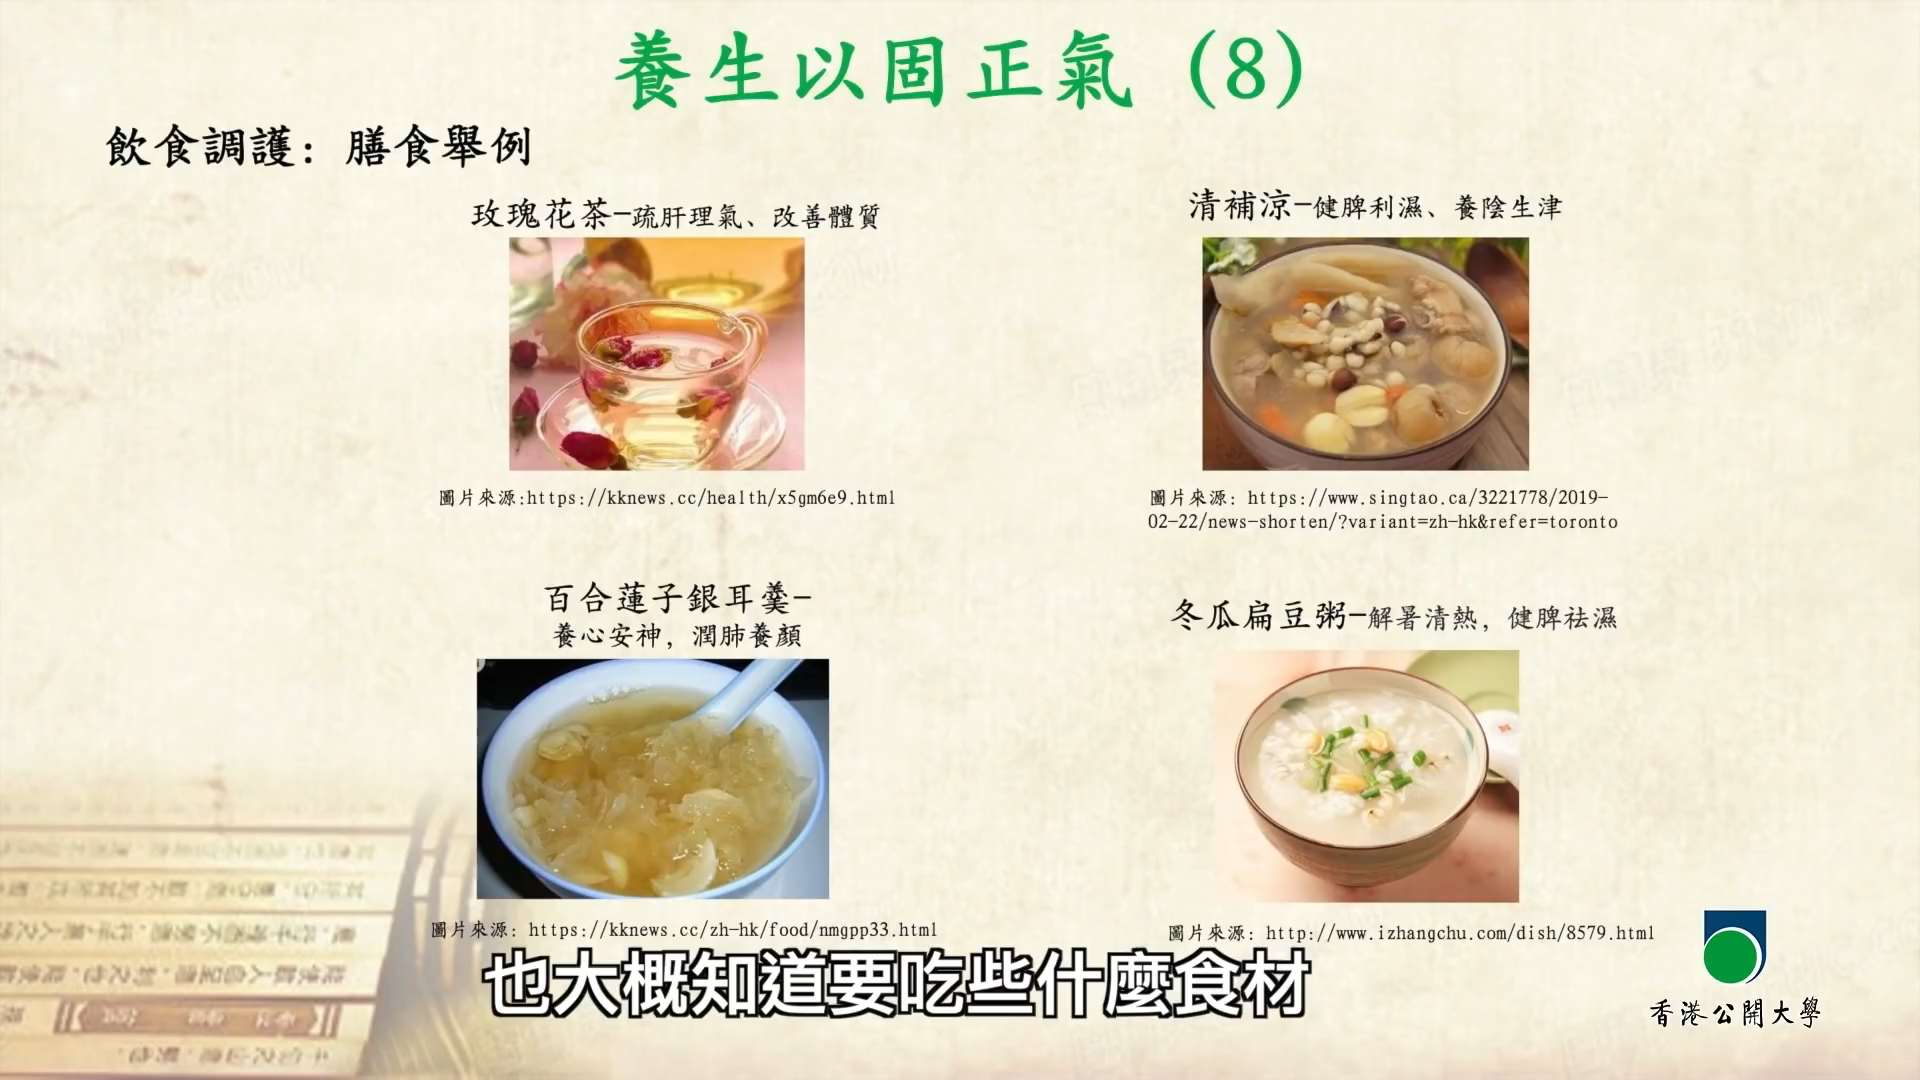 養生以固正氣 (8)
飲食調護：膳食舉例
玫瑰花茶-疏肝理氣、改善體質
清補涼-健脾利濕、養陰生津
圖片來源:https://kknews.cc/health/x5gm6e9.html
圖片來源：https://www.singtao.ca/3221778/2019-
02-22/news-shorten/?variant=zh-hk&refer=toronto
百合蓮子銀耳羹-
養心安神，潤肺養顏
冬瓜扁豆粥-解暑清熱，健脾祛濕
圖片來源：https://kknews.cc/zh-hk/food/nmgpp33.html
圖片來源：http://www.izhangchu.com/dish/8579.html
也大概知道要吃些什麼食材
香港公開大學